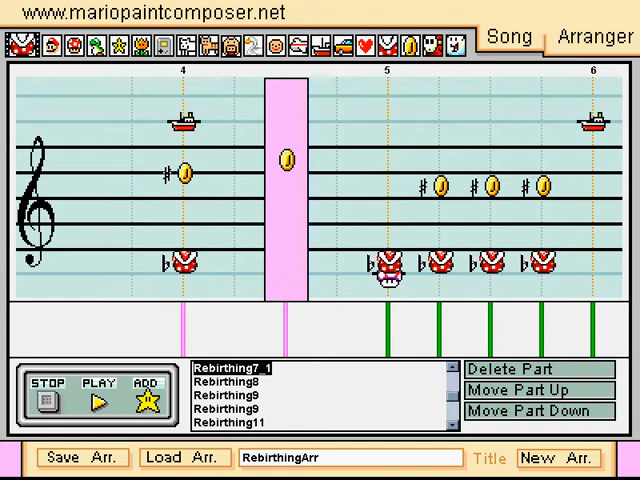 www.mariopaintcomposer.net
Song Arranger
4 5 6
STOP PLAY ADD
Rebirthing7_1
Rebirthing8
Rebirthing9
Rebirthing9
Rebirthing11
Delete Part
Move Part Up
Move Part Down
Save Arr. Load Arr. RebirthingArr Title New Arr.